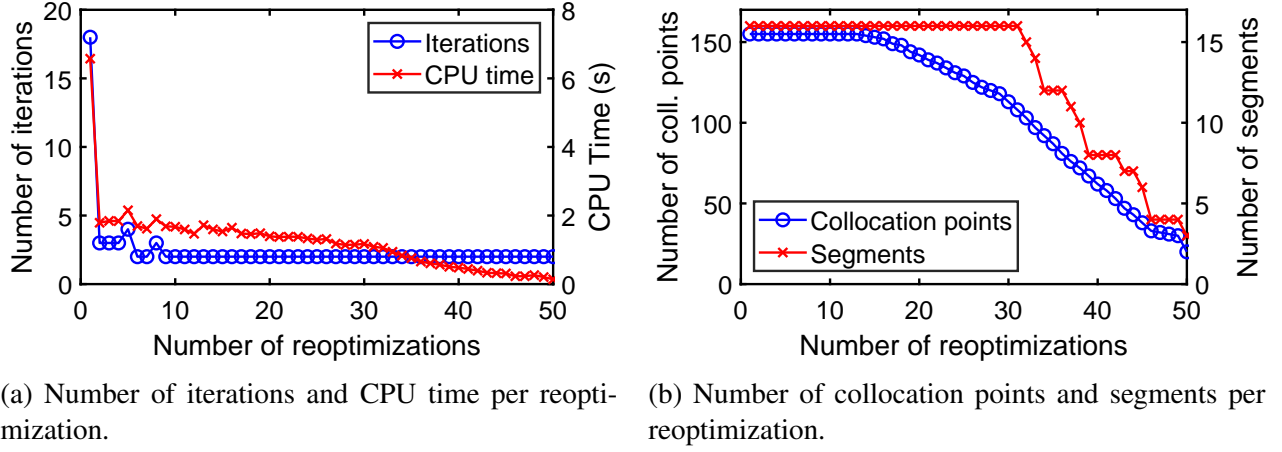 20
15
10
5
0
Number of iterations
0
10
20
30
40
50
Number of reoptimizations
8
6
4
2
0
CPU Time (s)
Iterations
CPU time
150
100
50
0
Number of coll. points
0
10
20
30
40
50
Number of reoptimizations
15
10
5
0
Number of segments
Collocation points
Segments
(a) Number of iterations and CPU time per reopti-
mization.
(b) Number of collocation points and segments per
reoptimization.